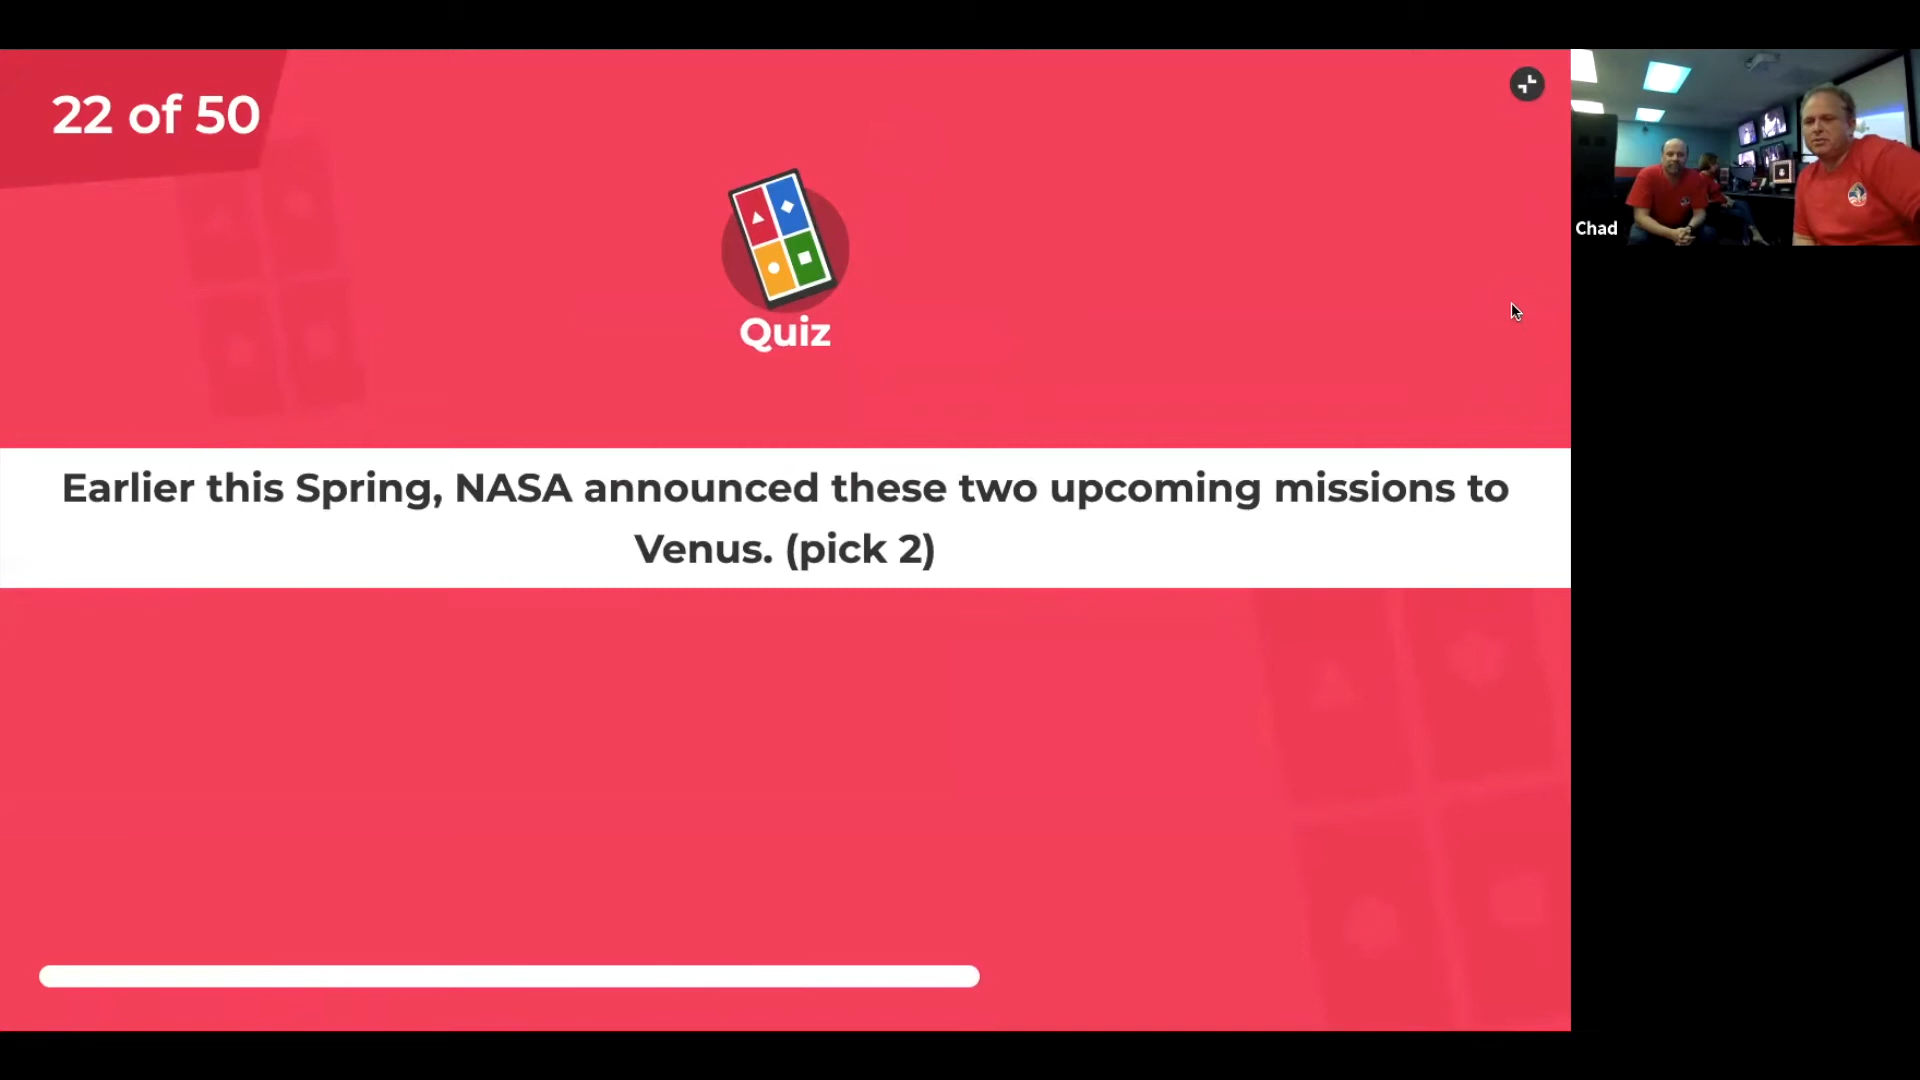 22 of 50
Quiz
Earlier this Spring, NASA announced these two upcoming missions to
Venus. (pick 2)
Chad